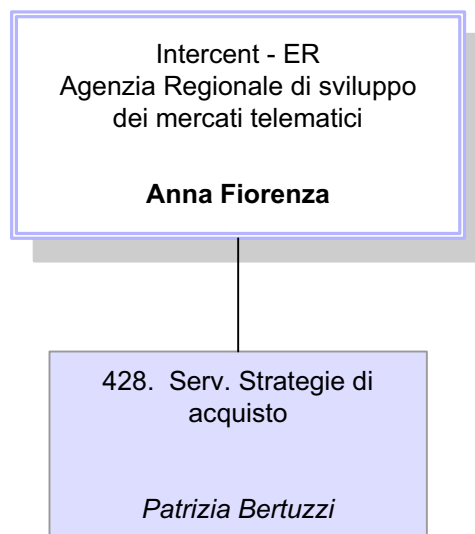 Intercent - ER
Agenzia Regionale di sviluppo
dei mercati telematici
Anna Fiorenza
428.  Serv. Strategie di
acquisto
Patrizia Bertuzzi